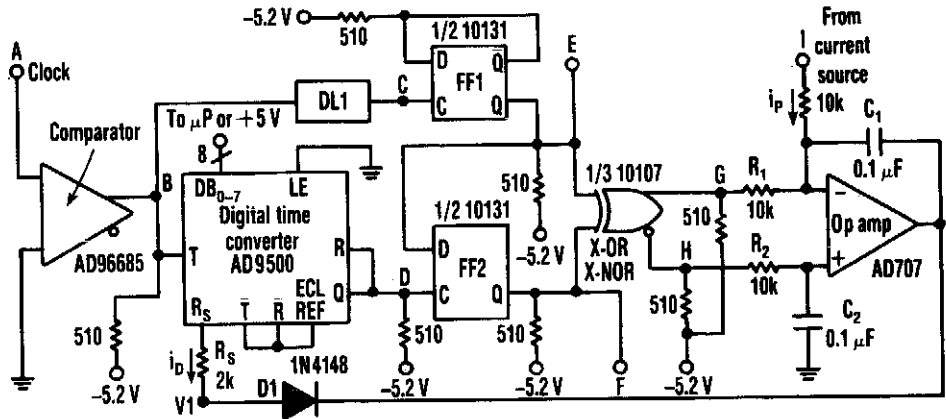 −5.2 V
510
1/2 10131
D
Q̅
FF1
C
Q
E
From
current
source
I
iP
10k
C1
0.1 µF
A
Clock
Comparator
B
AD96685
510
−5.2 V
DL1
C
To µP or +5 V
8
DB0–7
LE
Digital time
converter
AD9500
T
R
ECL
Q
RS
T̅
R̅
REF
D
510
−5.2 V
iD
RS
2k
V1
D1
1N4148
1/2 10131
D
FF2
C
Q
510
−5.2 V
510
−5.2 V
F
1/3 10107
X-OR
X-NOR
G
510
H
510
−5.2 V
R1
10k
R2
10k
−
Op amp
+
AD707
C2
0.1 µF